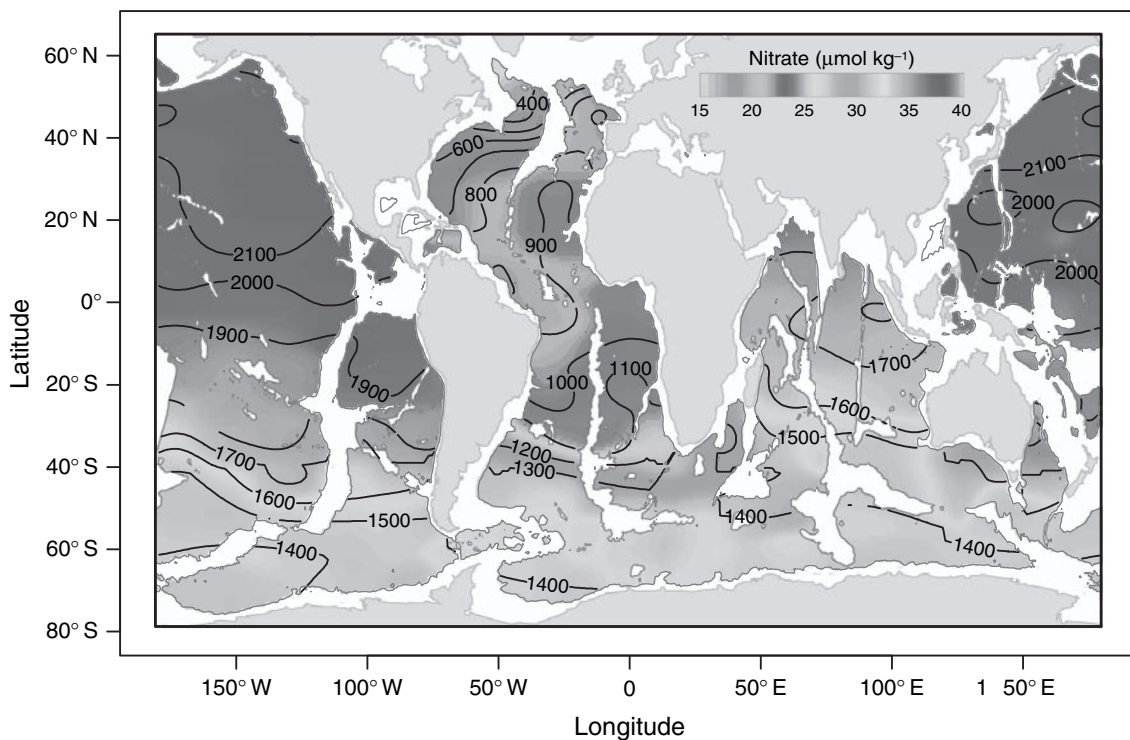 Nitrate (μmol kg–1)
15 20 25 30 35 40
60° N
40° N
20° N
0°
20° S
40° S
60° S
80° S
Latitude
400
600
800
900
2100
2000
1900
1900
1000
1100
1200
1300
1700
1600
1500
1400
1400
1400
1700
1600
1500
1400
2100
2000
2000
150° W 100° W 50° W 0 50° E 100° E 1 50° E
Longitude